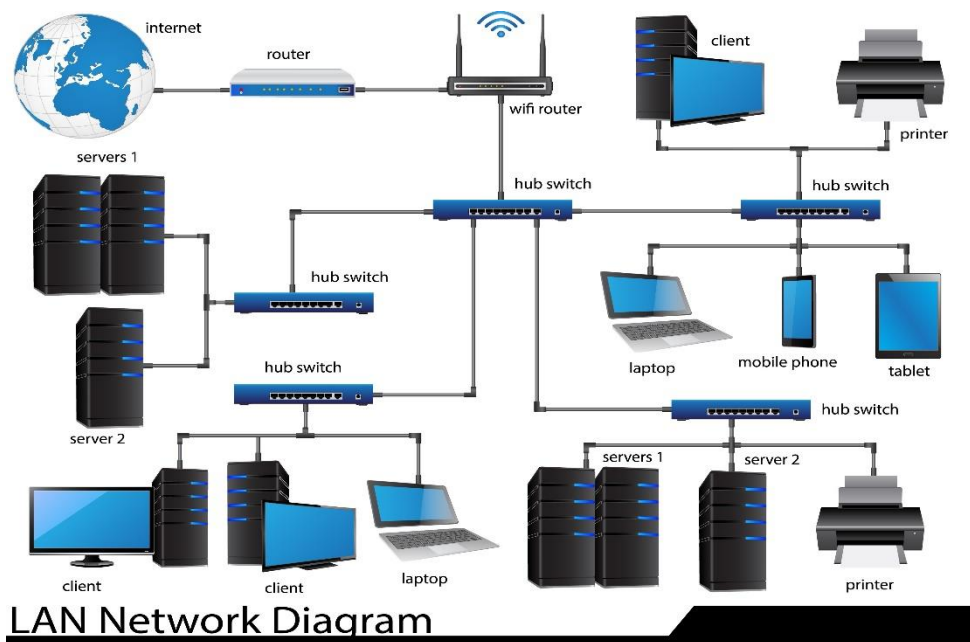 internet
router
wifi router
client
printer
servers 1
hub switch
hub switch
hub switch
laptop
mobile phone
tablet
server 2
hub switch
hub switch
servers 1
server 2
client
client
laptop
printer
LAN Network Diagram